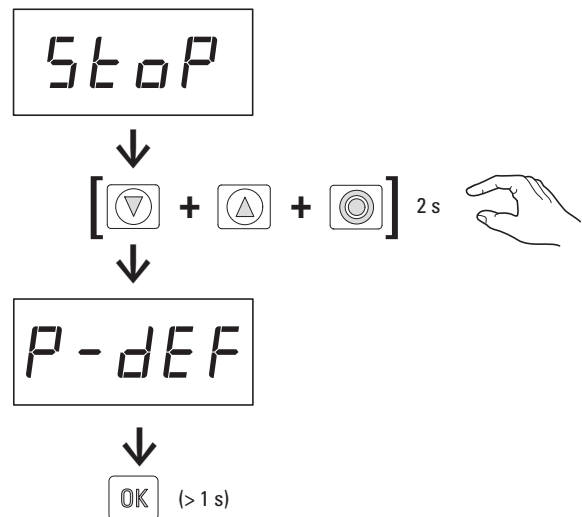 StoP
[ + + ] 2 s
P-dEF
OK (> 1 s)